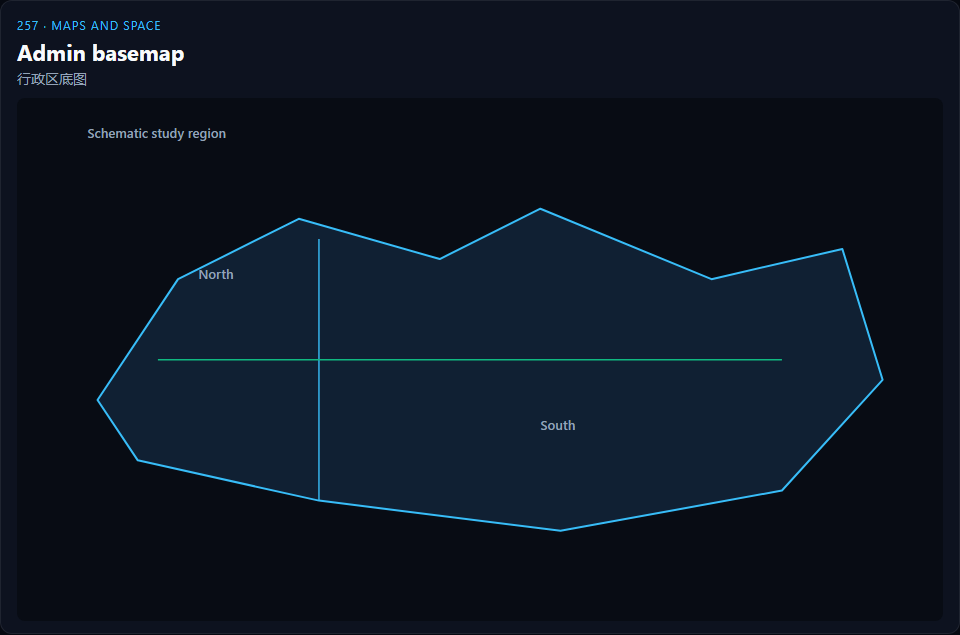 257 · MAPS AND SPACE
Admin basemap
行政区底图
Schematic study region
North
South